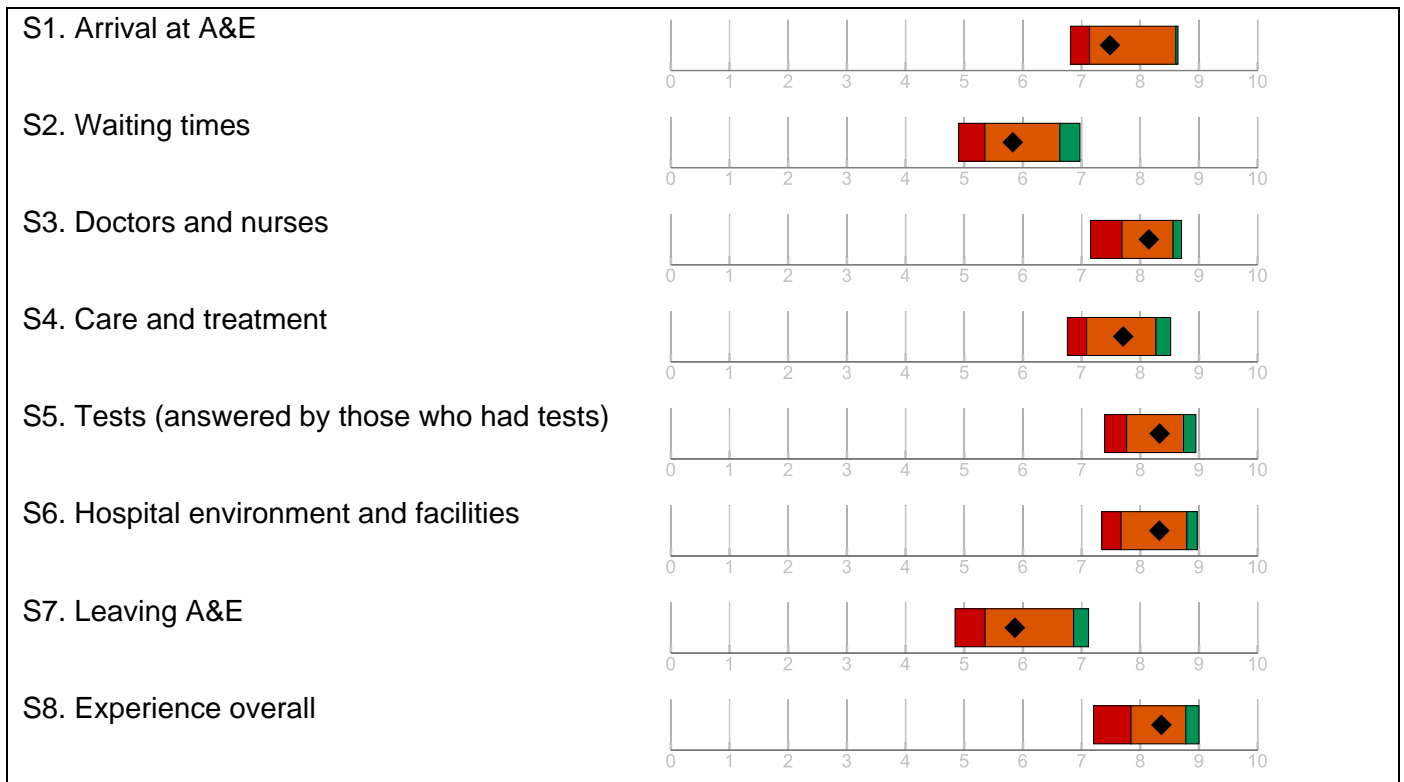 S1. Arrival at A&E
0 1 2 3 4 5 6 7 8 9 10
S2. Waiting times
0 1 2 3 4 5 6 7 8 9 10
S3. Doctors and nurses
0 1 2 3 4 5 6 7 8 9 10
S4. Care and treatment
0 1 2 3 4 5 6 7 8 9 10
S5. Tests (answered by those who had tests)
0 1 2 3 4 5 6 7 8 9 10
S6. Hospital environment and facilities
0 1 2 3 4 5 6 7 8 9 10
S7. Leaving A&E
0 1 2 3 4 5 6 7 8 9 10
S8. Experience overall
0 1 2 3 4 5 6 7 8 9 10